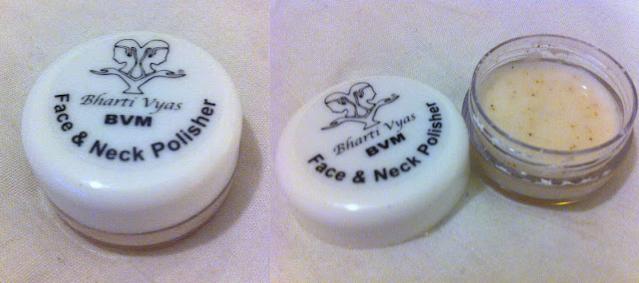 Bharti Vyas
BVM
Face & Neck Polisher
Bharti Vyas
BVM
Face & Neck Polisher